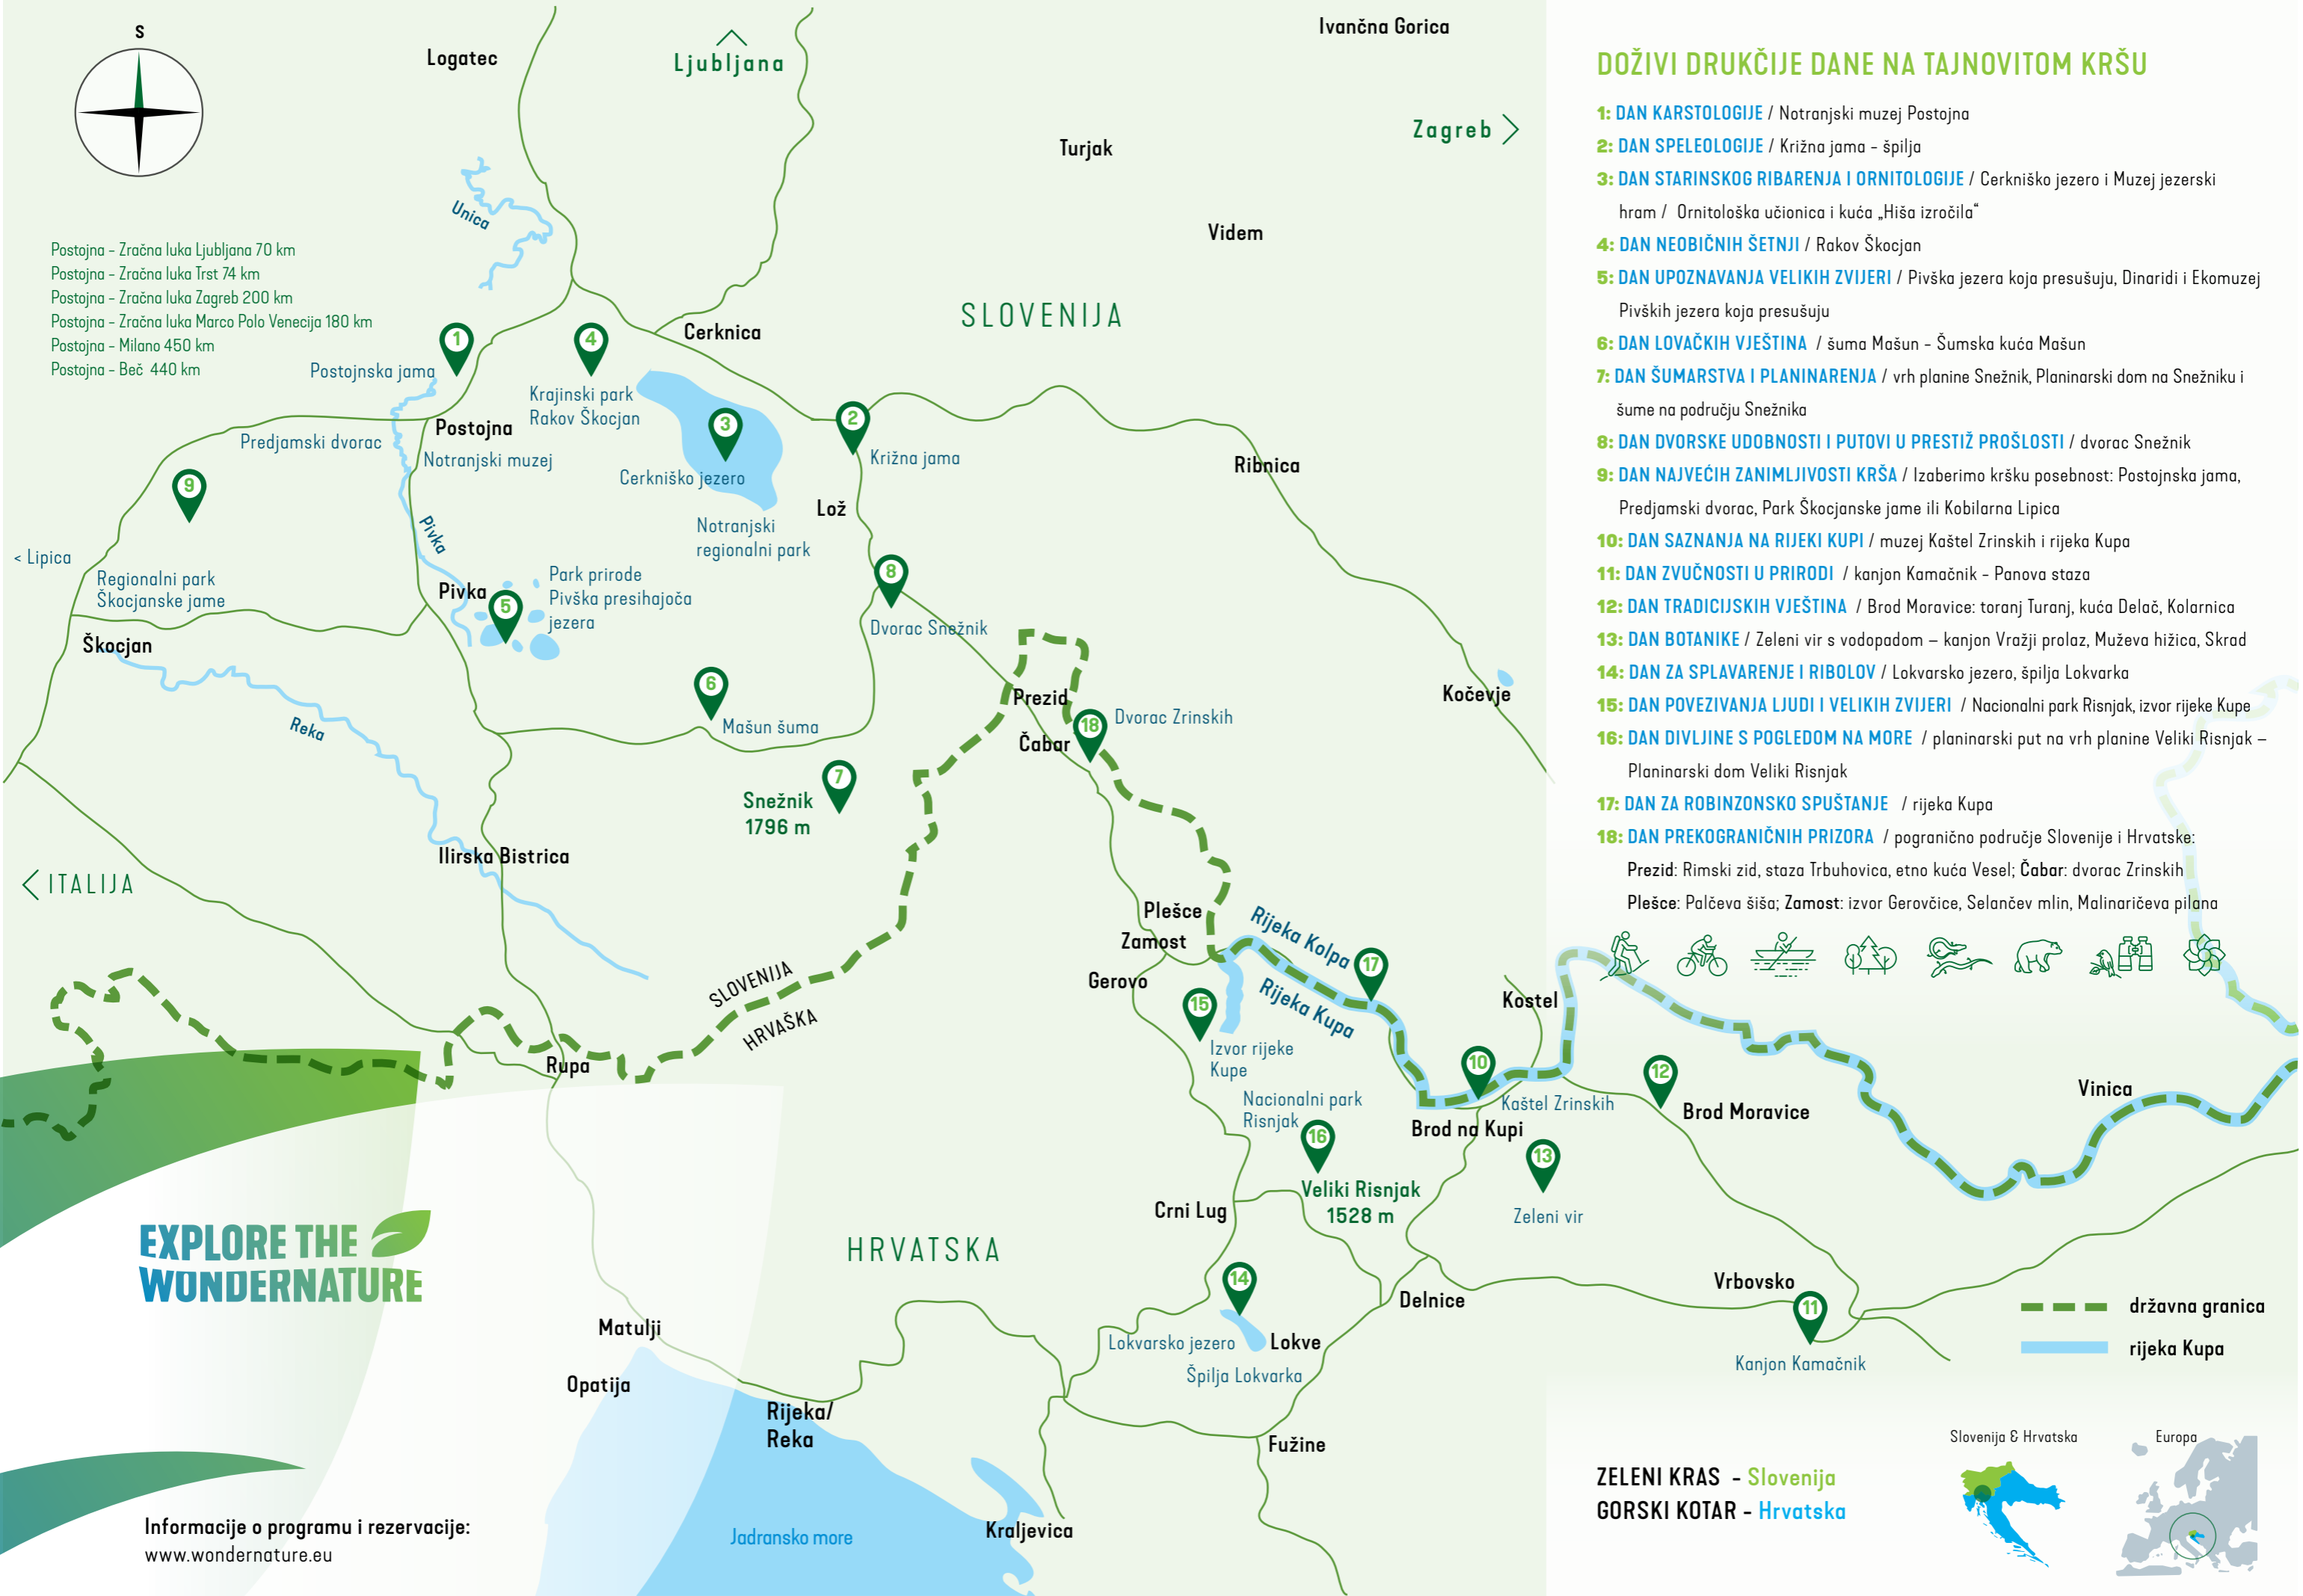 S
Logatec
Ljubljana
Ivančna Gorica
Zagreb
Turjak
Videm
Unica
Postojna - Zračna luka Ljubljana 70 km
Postojna - Zračna luka Trst 74 km
Postojna - Zračna luka Zagreb 200 km
Postojna - Zračna luka Marco Polo Venecija 180 km
Postojna - Milano 450 km
Postojna - Beč 440 km
SLOVENIJA
Cerknica
1
4
Postojnska jama
Krajinski park
Rakov Škocjan
3
2
Postojna
Predjamski dvorac
Notranjski muzej
Križna jama
Cerkniško jezero
Ribnica
9
Lož
Pivka
Notranjski
regionalni park
< Lipica
Regionalni park
Škocjanske jame
Park prirode
Pivška presihajoča
jezera
Pivka
5
8
Dvorac Snežnik
Škocjan
6
Mašun šuma
Reka
Prezid
Kočevje
18
Dvorac Zrinskih
Čabar
7
Snežnik
1796 m
Ilirska Bistrica
ITALIJA
Plešce
Zamost
Gerovo
Rijeka Kolpa
Rijeka Kupa
17
SLOVENIJA
HRVAŠKA
15
Izvor rijeke
Kupe
Kostel
Rupa
10
Kaštel Zrinskih
12
Brod Moravice
Vinica
Nacionalni park
Risnjak
16
Brod na Kupi
13
Veliki Risnjak
1528 m
Zeleni vir
Crni Lug
HRVATSKA
14
Delnice
Vrbovsko
11
Kanjon Kamačnik
Matulji
Lokvarsko jezero
Lokve
Špilja Lokvarka
Opatija
Rijeka/
Reka
Fužine
Kraljevica
Jadransko more
EXPLORE THE
WONDERNATURE
Informacije o programu i rezervacije:
www.wondernature.eu
DOŽIVI DRUKČIJE DANE NA TAJNOVITOM KRŠU
1: DAN KARSTOLOGIJE / Notranjski muzej Postojna
2: DAN SPELEOLOGIJE / Križna jama - špilja
3: DAN STARINSKOG RIBARENJA I ORNITOLOGIJE / Cerkniško jezero i Muzej jezerski
hram / Ornitološka učionica i kuća „Hiša izročila“
4: DAN NEOBIČNIH ŠETNJI / Rakov Škocjan
5: DAN UPOZNAVANJA VELIKIH ZVIJERI / Pivška jezera koja presušuju, Dinaridi i Ekomuzej
Pivških jezera koja presušuju
6: DAN LOVAČKIH VJEŠTINA / šuma Mašun - Šumska kuća Mašun
7: DAN ŠUMARSTVA I PLANINARENJA / vrh planine Snežnik, Planinarski dom na Snežniku i
šume na području Snežnika
8: DAN DVORSKE UDOBNOSTI I PUTOVI U PRESTIŽ PROŠLOSTI / dvorac Snežnik
9: DAN NAJVEĆIH ZANIMLJIVOSTI KRŠA / Izaberimo kršku posebnost: Postojnska jama,
Predjamski dvorac, Park Škocjanske jame ili Kobilarna Lipica
10: DAN SAZNANJA NA RIJEKI KUPI / muzej Kaštel Zrinskih i rijeka Kupa
11: DAN ZVUČNOSTI U PRIRODI / kanjon Kamačnik - Panova staza
12: DAN TRADICIJSKIH VJEŠTINA / Brod Moravice: toranj Turanj, kuća Delač, Kolarnica
13: DAN BOTANIKE / Zeleni vir s vodopadom – kanjon Vražji prolaz, Muževa hižica, Skrad
14: DAN ZA SPLAVARENJE I RIBOLOV / Lokvarsko jezero, špilja Lokvarka
15: DAN POVEZIVANJA LJUDI I VELIKIH ZVIJERI / Nacionalni park Risnjak, izvor rijeke Kupe
16: DAN DIVLJINE S POGLEDOM NA MORE / planinarski put na vrh planine Veliki Risnjak –
Planinarski dom Veliki Risnjak
17: DAN ZA ROBINZONSKO SPUŠTANJE / rijeka Kupa
18: DAN PREKOGRANIČNIH PRIZORA / pogranično područje Slovenije i Hrvatske:
Prezid: Rimski zid, staza Trbuhovica, etno kuća Vesel; Čabar: dvorac Zrinskih
Plešce: Palčeva šiša; Zamost: izvor Gerovčice, Selančev mlin, Malinaričeva pilana
državna granica
rijeka Kupa
Slovenija & Hrvatska
Europa
ZELENI KRAS - Slovenija
GORSKI KOTAR - Hrvatska